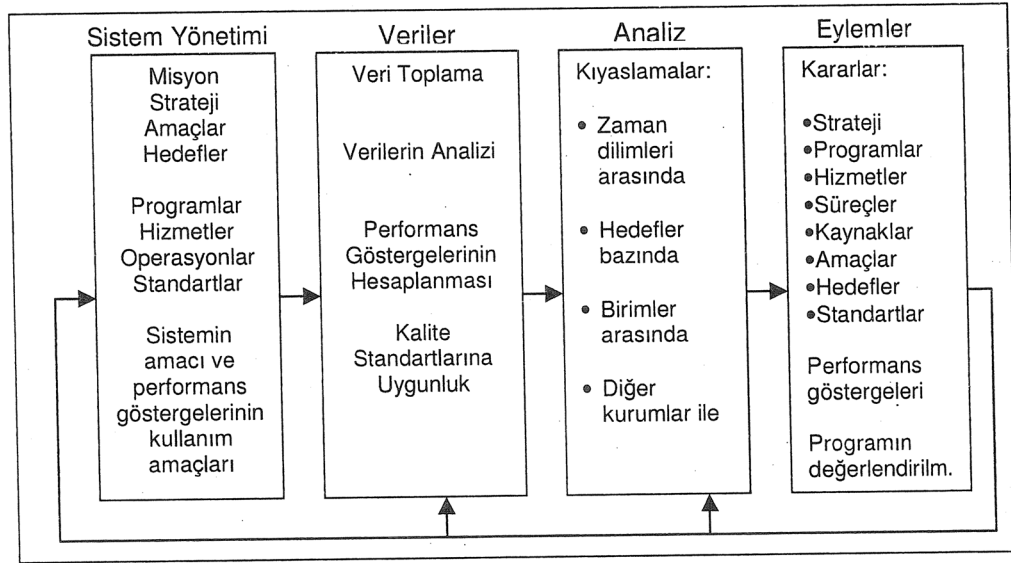 Sistem Yönetimi
Misyon
Strateji
Amaçlar
Hedefler
Programlar
Hizmetler
Operasyonlar
Standartlar
Sistemin
amacı ve
performans
göstergelerinin
kullanım
amaçları
Veriler
Veri Toplama
Verilerin Analizi
Performans
Göstergelerinin
Hesaplanması
Kalite
Standartlarına
Uygunluk
Analiz
Kıyaslamalar:
• Zaman
dilimleri
arasında
• Hedefler
bazında
• Birimler
arasında
• Diğer
kurumlar ile
Eylemler
Kararlar:
•Strateji
•Programlar
•Hizmetler
•Süreçler
•Kaynaklar
•Amaçlar
•Hedefler
•Standartlar
Performans
göstergeleri
Programın
değerlendirilm.